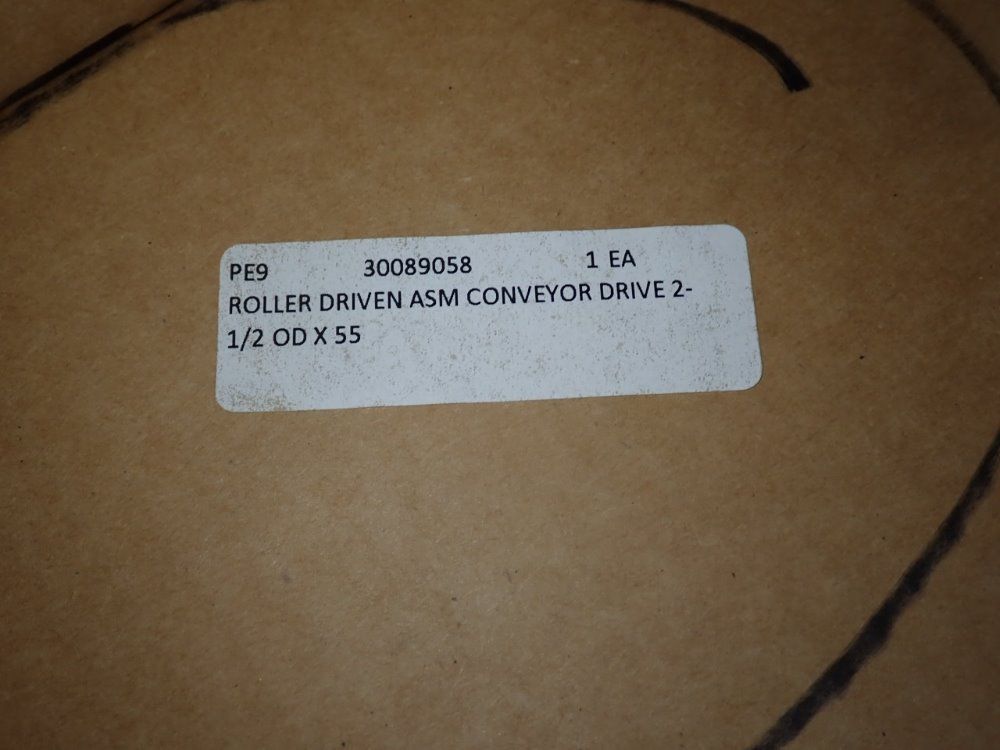 PE9 30089058 1 EA
ROLLER DRIVEN ASM CONVEYOR DRIVE 2-
1/2 OD X 55